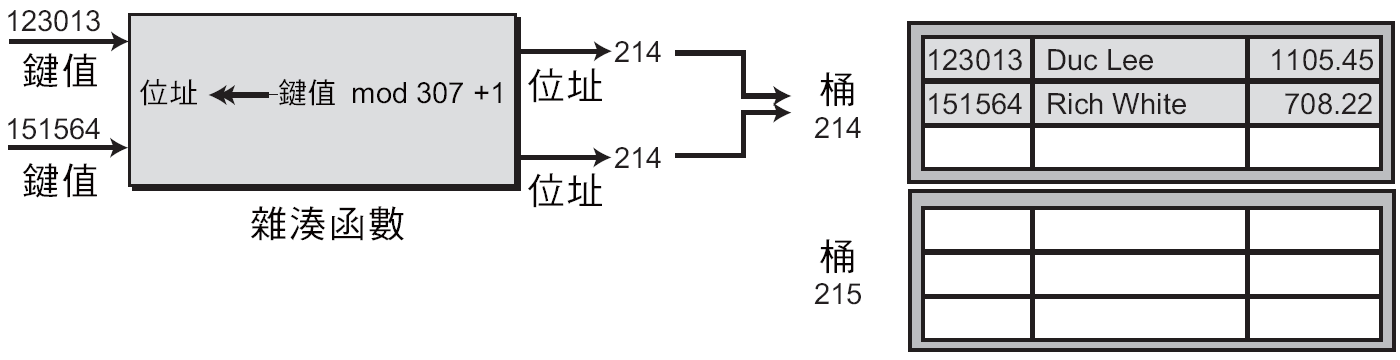 123013
鍵值
151564
鍵值
位址 鍵值 mod 307 +1
雜湊函數
214
位址
214
位址
桶
214
桶
215
123013 Duc Lee 1105.45
151564 Rich White 708.22